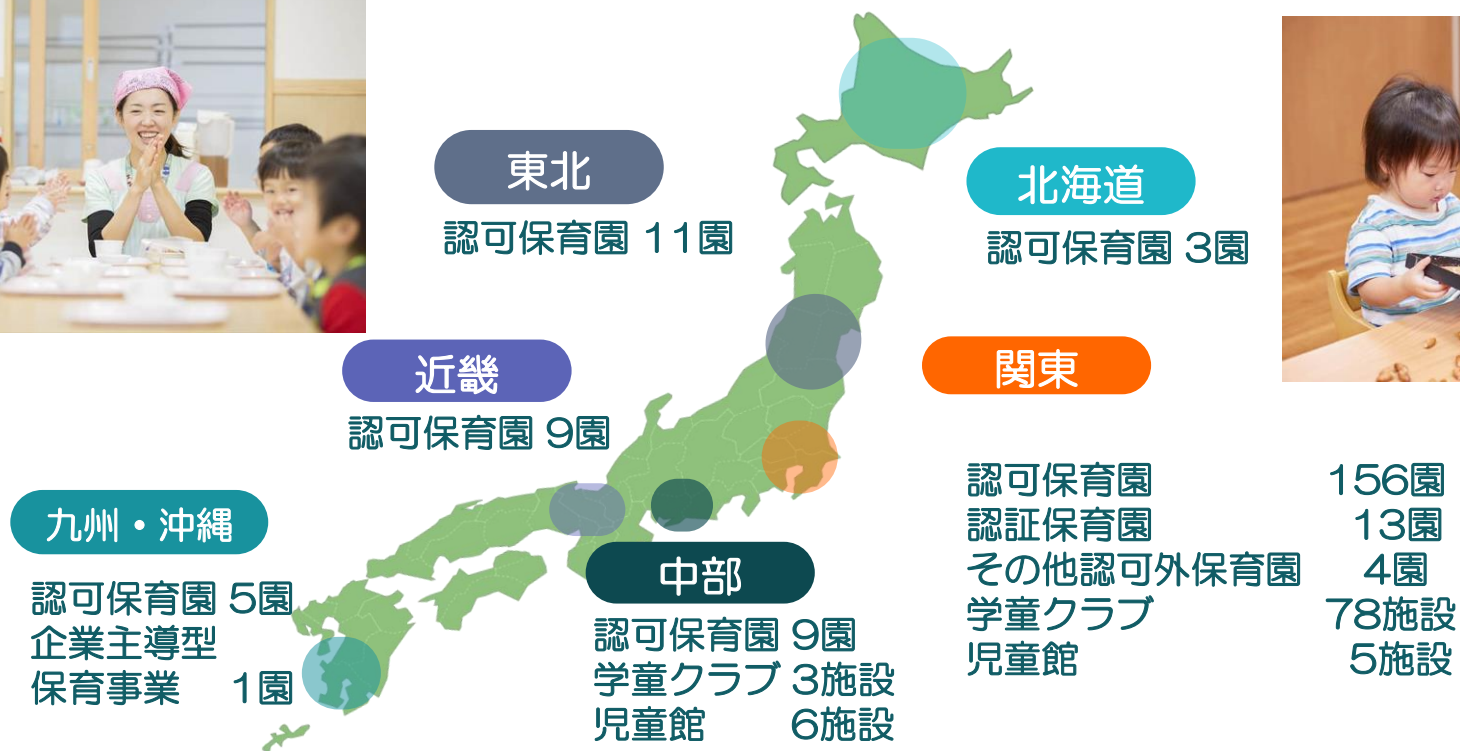 東北
認可保育園 11園
北海道
認可保育園 3園
近畿
認可保育園 9園
関東
認可保育園 156園
認証保育園 13園
その他認可外保育園 4園
学童クラブ 78施設
児童館 5施設
九州・沖縄
認可保育園 5園
企業主導型
保育事業 1園
中部
認可保育園 9園
学童クラブ 3施設
児童館 6施設